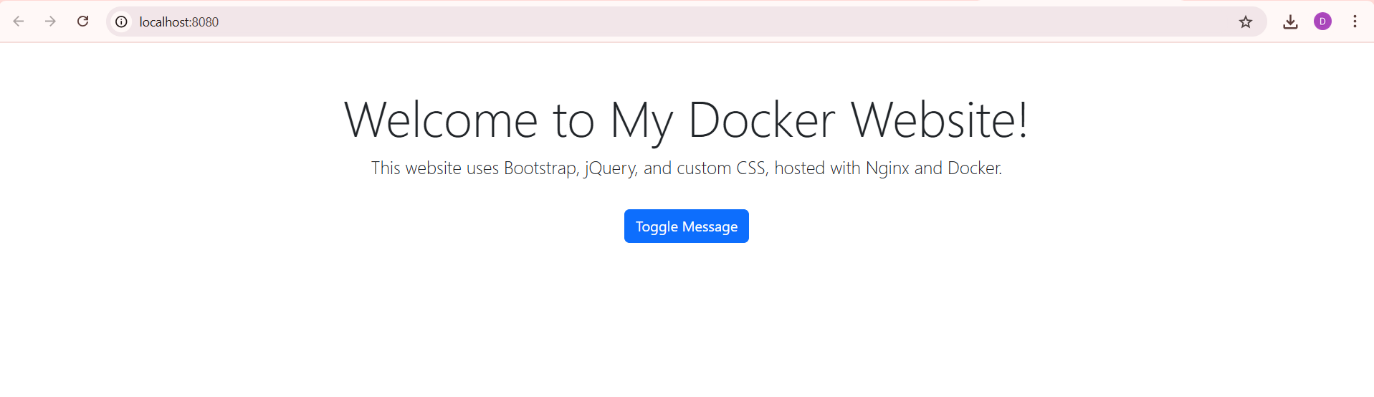 localhost:8080
D
Welcome to My Docker Website!
This website uses Bootstrap, jQuery, and custom CSS, hosted with Nginx and Docker.
Toggle Message